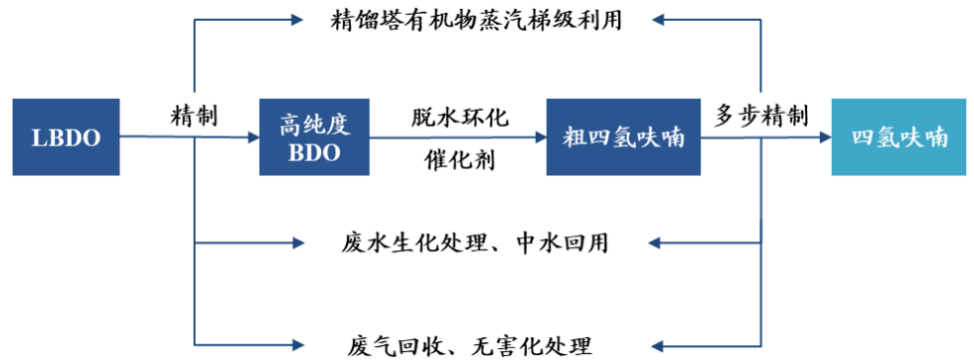 精馏塔有机物蒸汽梯级利用
LBDO
精制
高纯度
BDO
脱水环化
催化剂
粗四氢呋喃
多步精制
四氢呋喃
废水生化处理、中水回用
废气回收、无害化处理